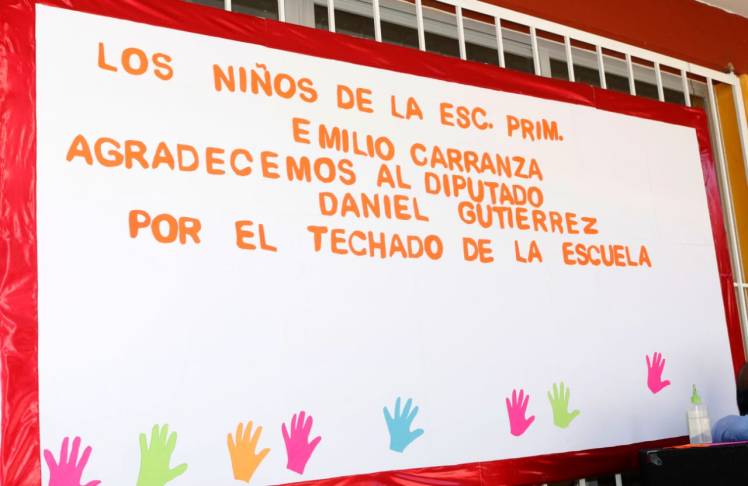 LOS NIÑOS DE LA ESC. PRIM.
EMILIO CARRANZA
AGRADECEMOS AL DIPUTADO
DANIEL GUTIERREZ
POR EL TECHADO DE LA ESCUELA